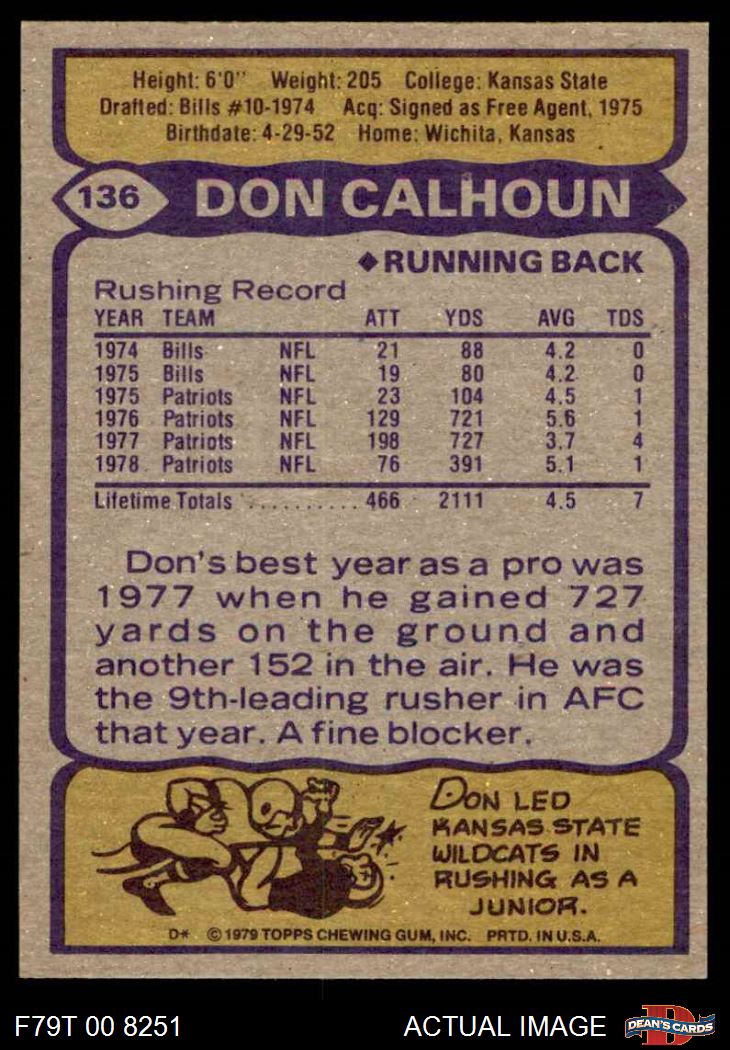 Height: 6'0" Weight: 205 College: Kansas State
Drafted: Bills #10-1974 Acq: Signed as Free Agent, 1975
Birthdate: 4-29-52 Home: Wichita, Kansas
136 DON CALHOUN
◆RUNNING BACK
Rushing Record
YEAR TEAM ATT YDS AVG TDS
1974 Bills NFL 21 88 4.2 0
1975 Bills NFL 19 80 4.2 0
1975 Patriots NFL 23 104 4.5 1
1976 Patriots NFL 129 721 5.6 1
1977 Patriots NFL 198 727 3.7 4
1978 Patriots NFL 76 391 5.1 1
Lifetime Totals .......... 466 2111 4.5 7
Don's best year as a pro was
1977 when he gained 727
yards on the ground and
another 152 in the air. He was
the 9th-leading rusher in AFC
that year. A fine blocker.
DON LED
KANSAS STATE
WILDCATS IN
RUSHING AS A
JUNIOR.
D* © 1979 TOPPS CHEWING GUM, INC. PRTD. IN U.S.A.
F79T 00 8251 ACTUAL IMAGE D DEAN'S CARDS